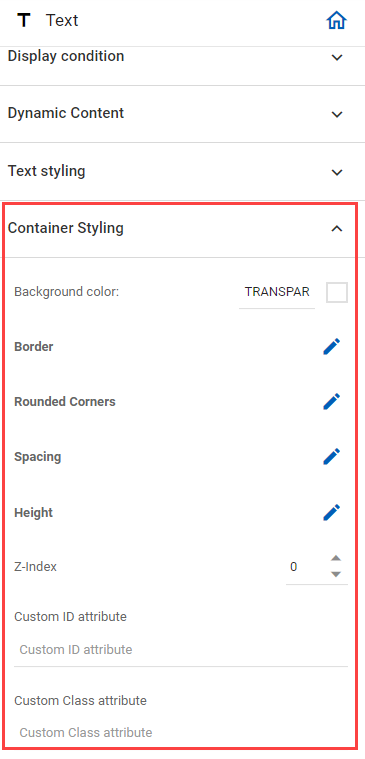 Text
Display condition
Dynamic Content
Text styling
Container Styling
Background color: TRANSPAR
Border
Rounded Corners
Spacing
Height
Z-Index 0
Custom ID attribute
Custom ID attribute
Custom Class attribute
Custom Class attribute